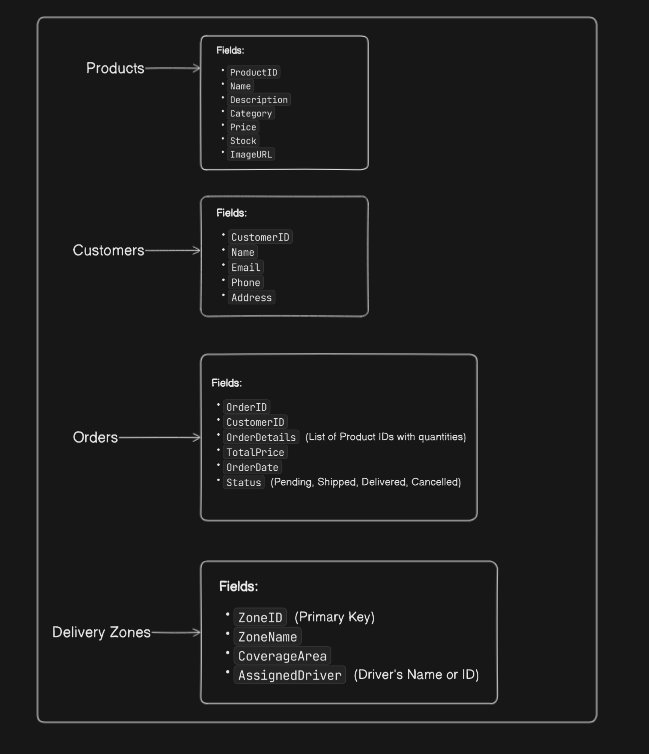 Products
Fields:
• ProductID
• Name
• Description
• Category
• Price
• Stock
• ImageURL
Customers
Fields:
• CustomerID
• Name
• Email
• Phone
• Address
Orders
Fields:
• OrderID
• CustomerID
• OrderDetails (List of Product IDs with quantities)
• TotalPrice
• OrderDate
• Status (Pending, Shipped, Delivered, Cancelled)
Delivery Zones
Fields:
• ZoneID (Primary Key)
• ZoneName
• CoverageArea
• AssignedDriver (Driver's Name or ID)